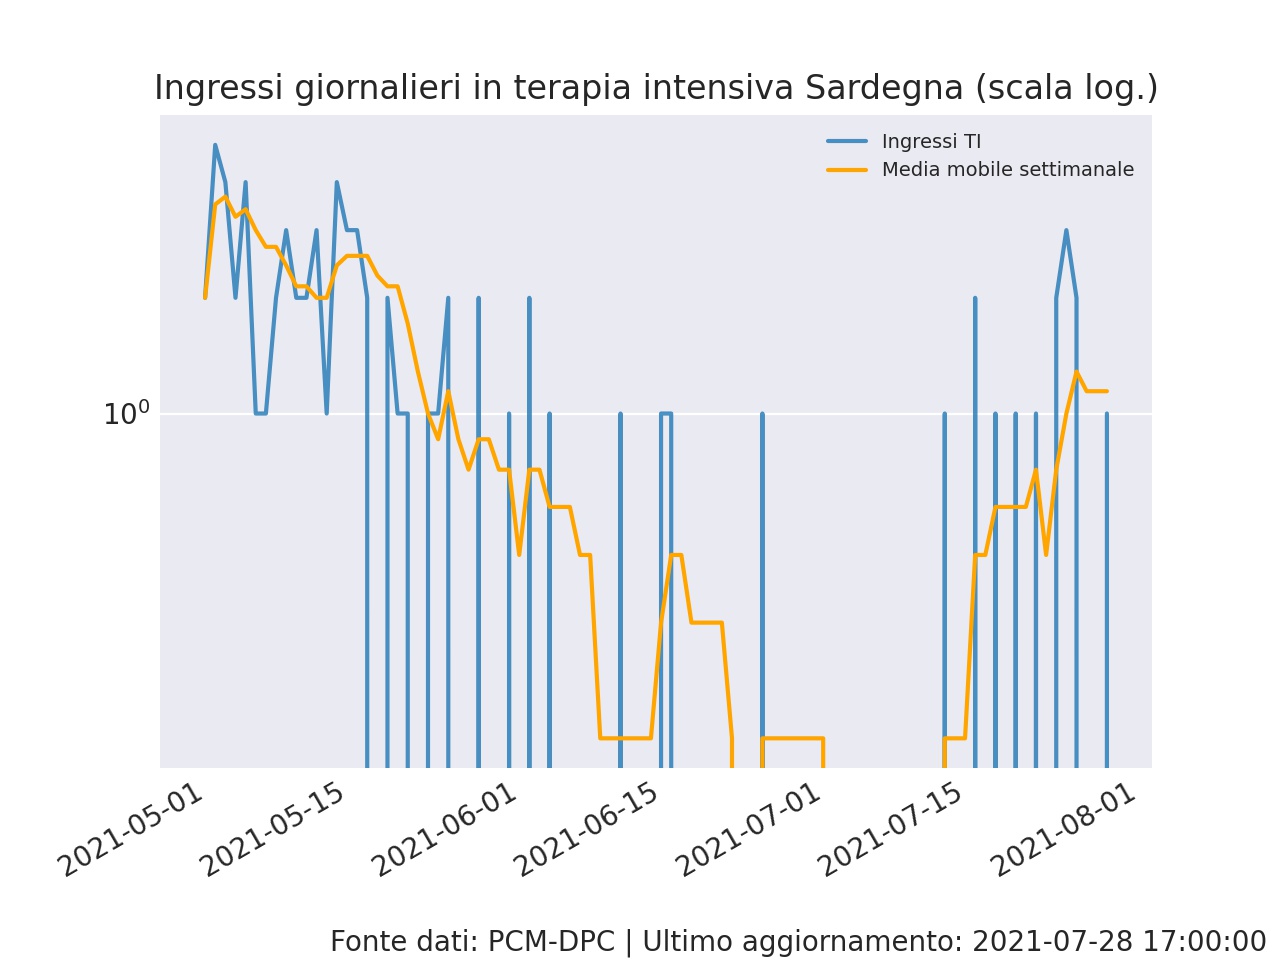 Ingressi giornalieri in terapia intensiva Sardegna (scala log.)
Ingressi TI
Media mobile settimanale
10⁰
2021-05-01
2021-05-15
2021-06-01
2021-06-15
2021-07-01
2021-07-15
2021-08-01
Fonte dati: PCM-DPC | Ultimo aggiornamento: 2021-07-28 17:00:00